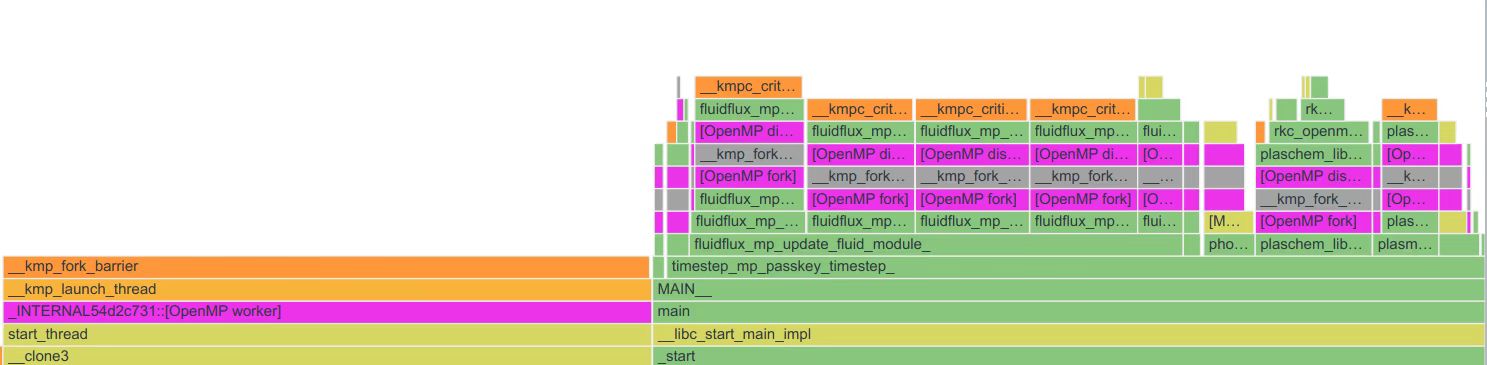 __kmpc_crit...
fluidflux_mp... __kmpc_crit... __kmpc_criti... __kmpc_crit... rk... __k...
[OpenMP di... fluidflux_mp... fluidflux_mp_... fluidflux_mp... flui... rkc_openm... plas...
__kmp_fork... [OpenMP di... [OpenMP dis... [OpenMP di... [O... plaschem_lib... [Op...
[OpenMP fork] __kmp_fork... __kmp_fork_... __kmp_fork... __... [OpenMP dis... __k...
fluidflux_mp... [OpenMP fork] [OpenMP fork] [OpenMP fork] [O... __kmp_fork_... [Op...
fluidflux_mp_... fluidflux_mp... fluidflux_mp_... fluidflux_mp... flui... [M... [OpenMP fork] plas...
fluidflux_mp_update_fluid_module_ pho... plaschem_lib... plasm...
__kmp_fork_barrier timestep_mp_passkey_timestep_
__kmp_launch_thread MAIN__
_INTERNAL54d2c731::[OpenMP worker] main
start_thread __libc_start_main_impl
__clone3 _start